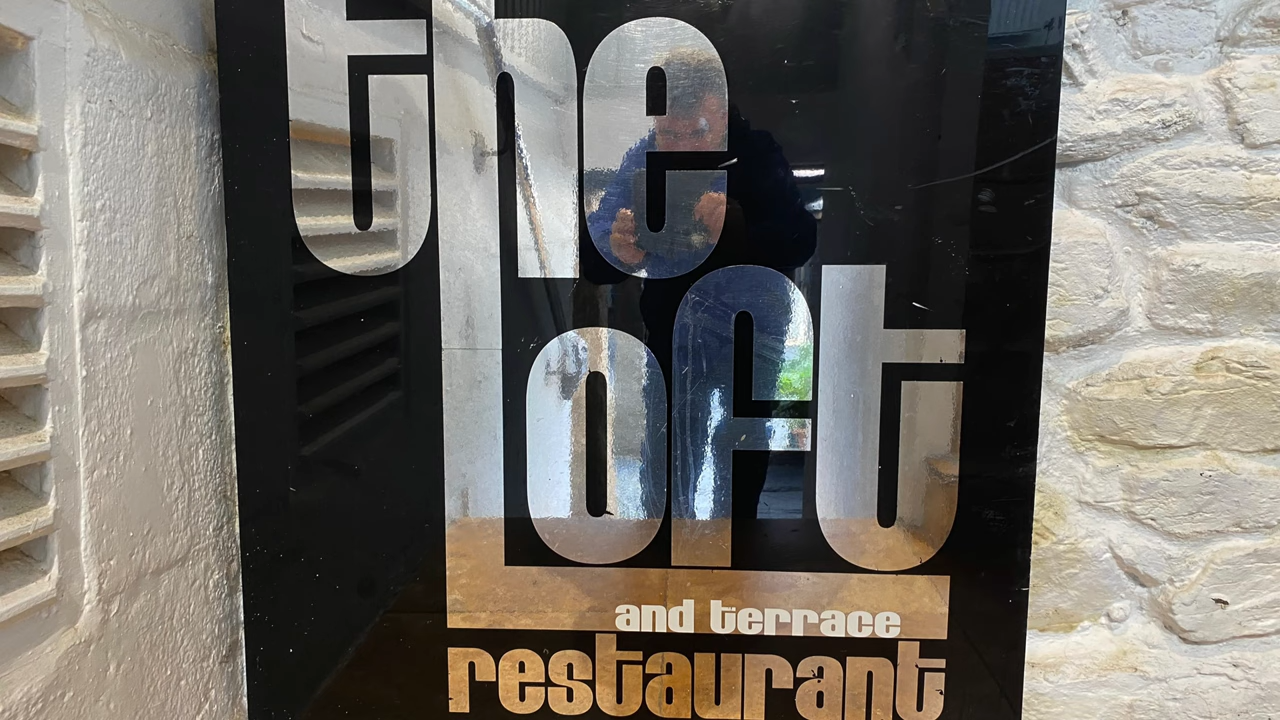 the
loft
and terrace
restaurant